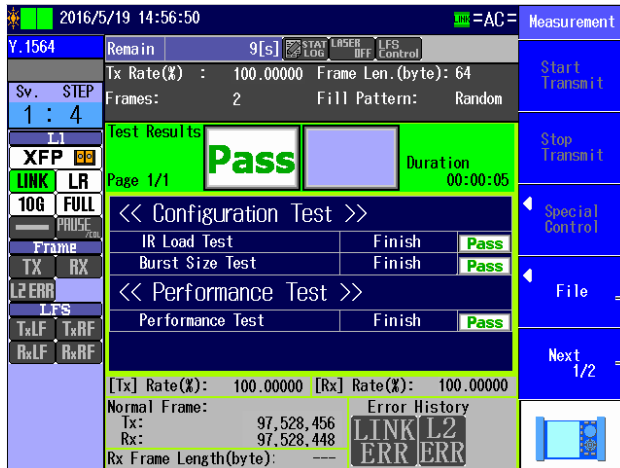 2016/5/19 14:56:50 =AC= Measurement
Y.1564
Remain 9[s] STAT LOG LASER OFF LFS Control
Tx Rate(%) : 100.00000 Frame Len.(byte): 64
Frames: 2 Fill Pattern: Random
Sv. STEP
1 : 4
Start
Transmit
Test Results
Pass
Duration
00:00:05
Page 1/1
Stop
Transmit
L1
XFP
LINK LR
10G FULL
PAUSE/COL
<< Configuration Test >>
IR Load Test Finish Pass
Burst Size Test Finish Pass
<< Performance Test >>
Performance Test Finish Pass
Special
Control
Frame
TX RX
L2 ERR
File
LFS
TxLF TxRF
RxLF RxRF
Next
1/2
[Tx] Rate(%): 100.00000 [Rx] Rate(%): 100.00000
Normal Frame:
Tx: 97,528,456
Rx: 97,528,448
Rx Frame Length(byte): ---
Error History
LINK ERR
L2 ERR